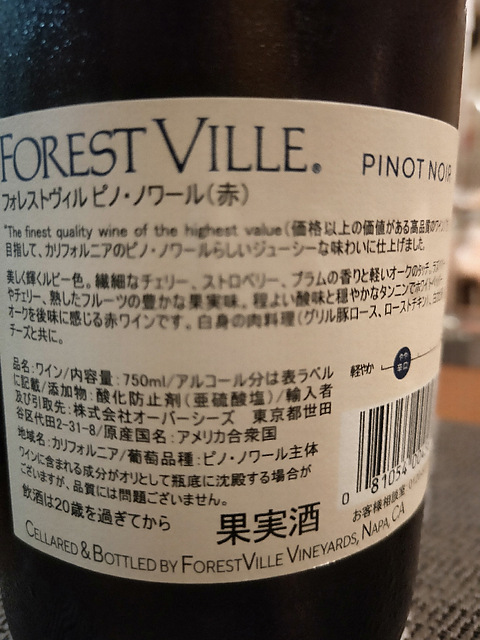 FOREST VILLE®
PINOT NOIR
フォレストヴィル ピノ・ノワール(赤)
"The finest quality wine of the highest value(価格以上の価値がある高品質のワイン)"
目指して、カリフォルニアのピノ・ノワールらしいジューシーな味わいに仕上げました。
美しく輝くルビー色。繊細なチェリー、ストロベリー、プラムの香りと軽いオークのタッチ。
やチェリー、熟したフルーツの豊かな果実味。程よい酸味と穏やかなタンニンでホワイト
オークを後味に感じる赤ワインです。白身の肉料理(グリル豚ロース、ローストチキン)、
チーズと共に。
軽やか
やや
辛口
品名:ワイン/内容量:750ml/アルコール分は表ラベル
に記載/添加物:酸化防止剤(亜硫酸塩)/輸入者
及び引取先:株式会社オーバーシーズ 東京都世田
谷区代田2-31-8/原産国名:アメリカ合衆国
地域名:カリフォルニア/葡萄品種:ピノ・ノワール主体
ワインに含まれる成分がオリとして瓶底に沈殿する場合が
ございますが、品質には問題ございません。
0 81054
飲酒は20歳を過ぎてから
果実酒
お客様相談室
CELLARED & BOTTLED BY FORESTVILLE VINEYARDS, NAPA, CA